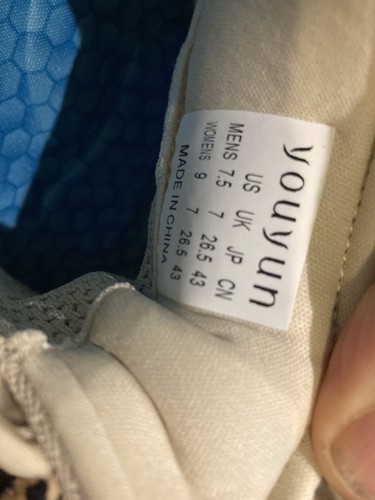 youyun
US UK JP CN
MENS 7.5 7 26.5 43
WOMENS 9 7 26.5 43
MADE IN CHINA